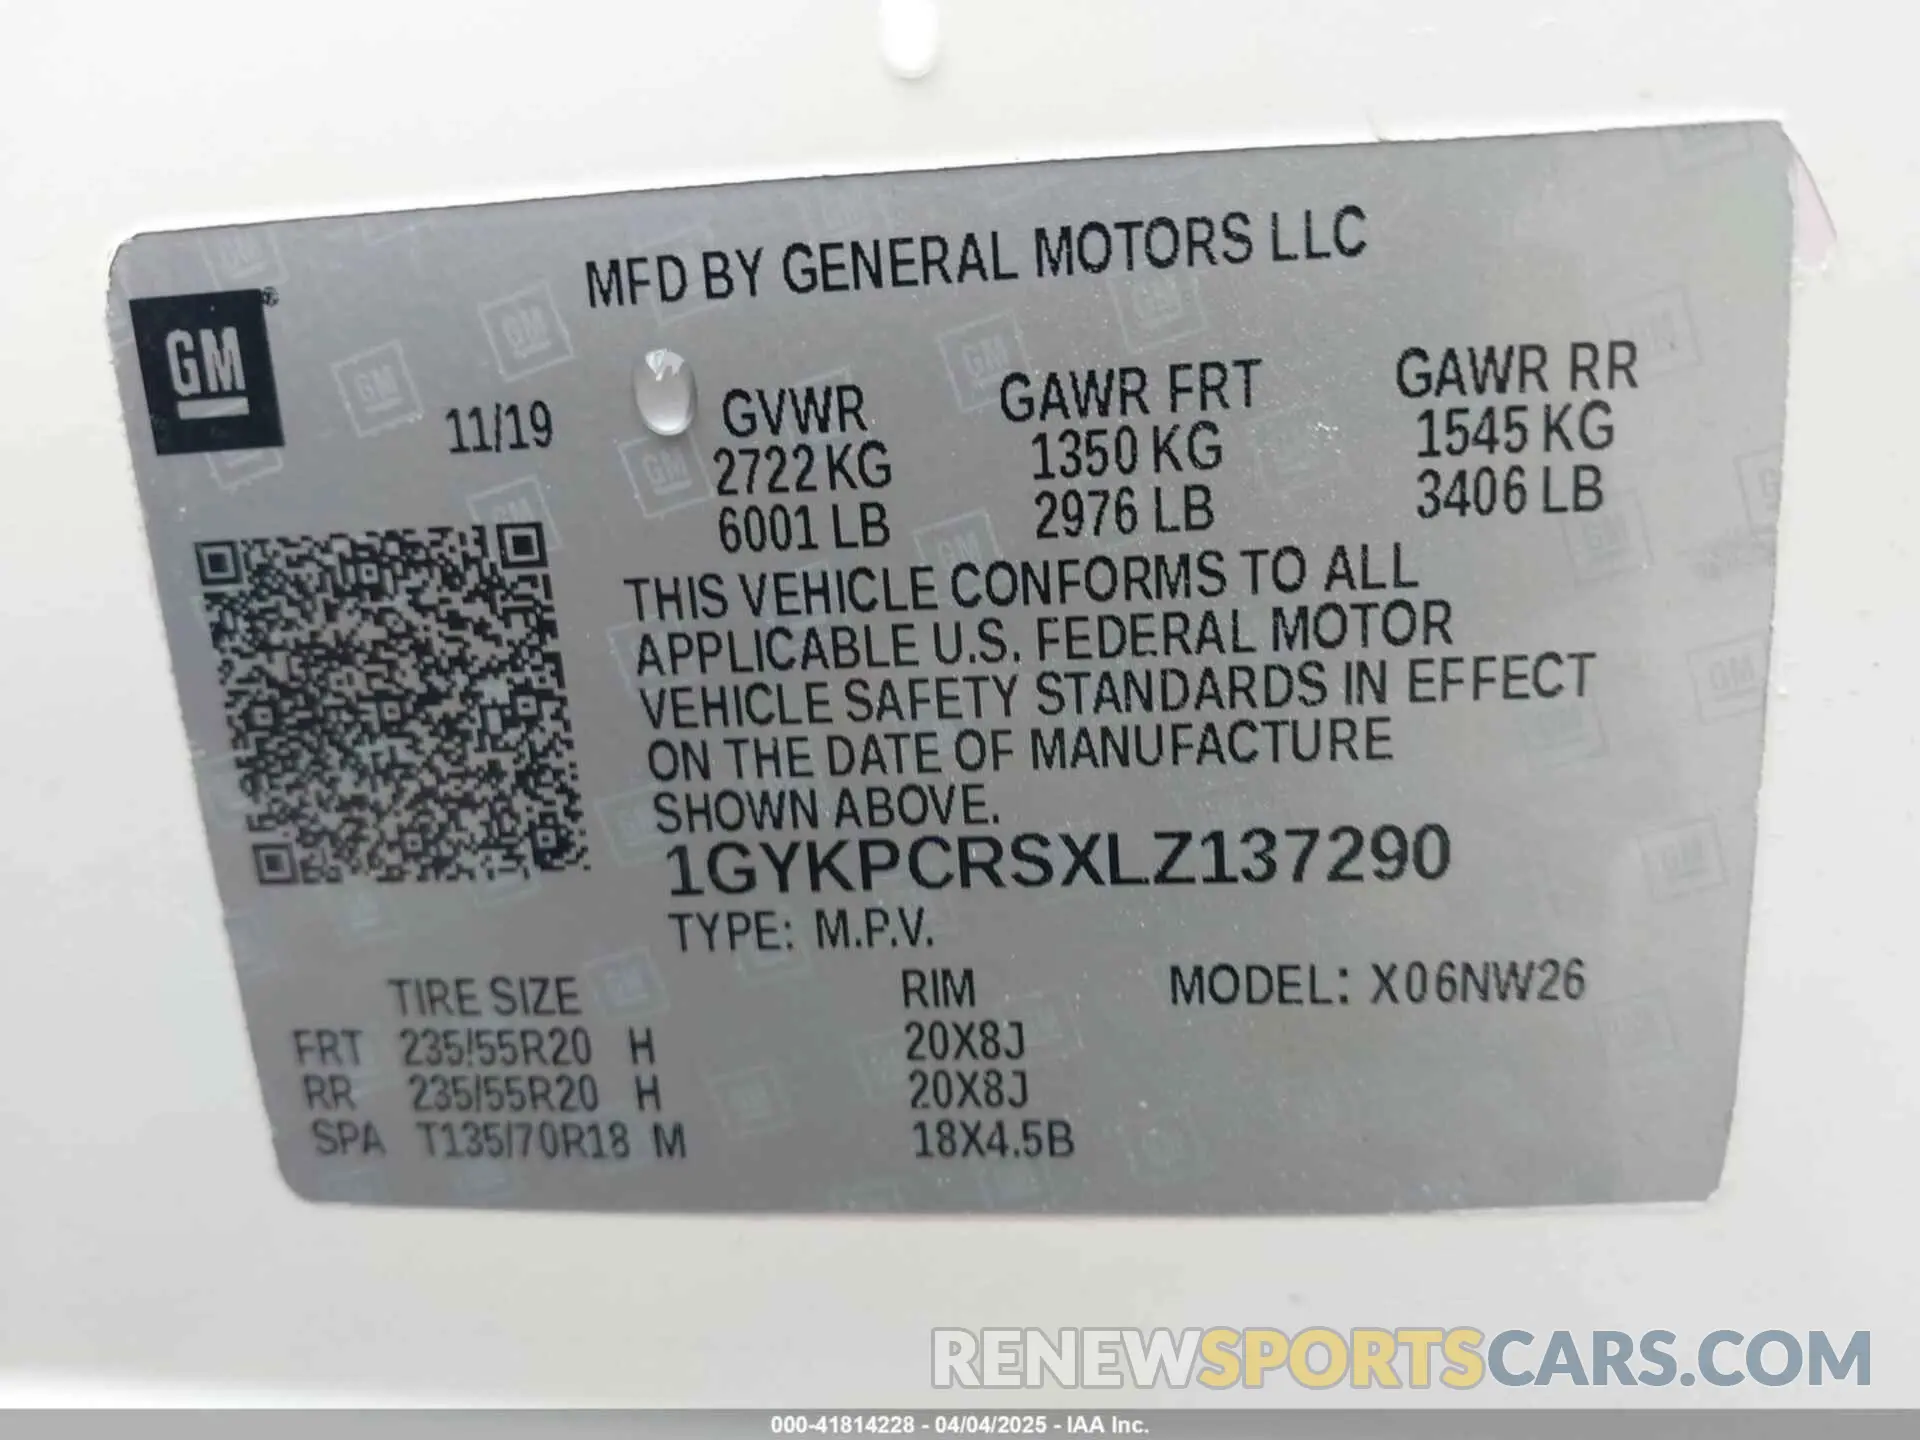 MFD BY GENERAL MOTORS LLC
GM ®
11/19
GVWR GAWR FRT GAWR RR
2722 KG 1350 KG 1545 KG
6001 LB 2976 LB 3406 LB
THIS VEHICLE CONFORMS TO ALL
APPLICABLE U.S. FEDERAL MOTOR
VEHICLE SAFETY STANDARDS IN EFFECT
ON THE DATE OF MANUFACTURE
SHOWN ABOVE.
1GYKPCRSXLZ137290
TYPE: M.P.V.
TIRE SIZE RIM MODEL: X06NW26
FRT 235/55R20 H 20X8J
RR 235/55R20 H 20X8J
SPA T135/70R18 M 18X4.5B
RENEWSPORTSCARS.COM
000-41814228 - 04/04/2025 - IAA Inc.